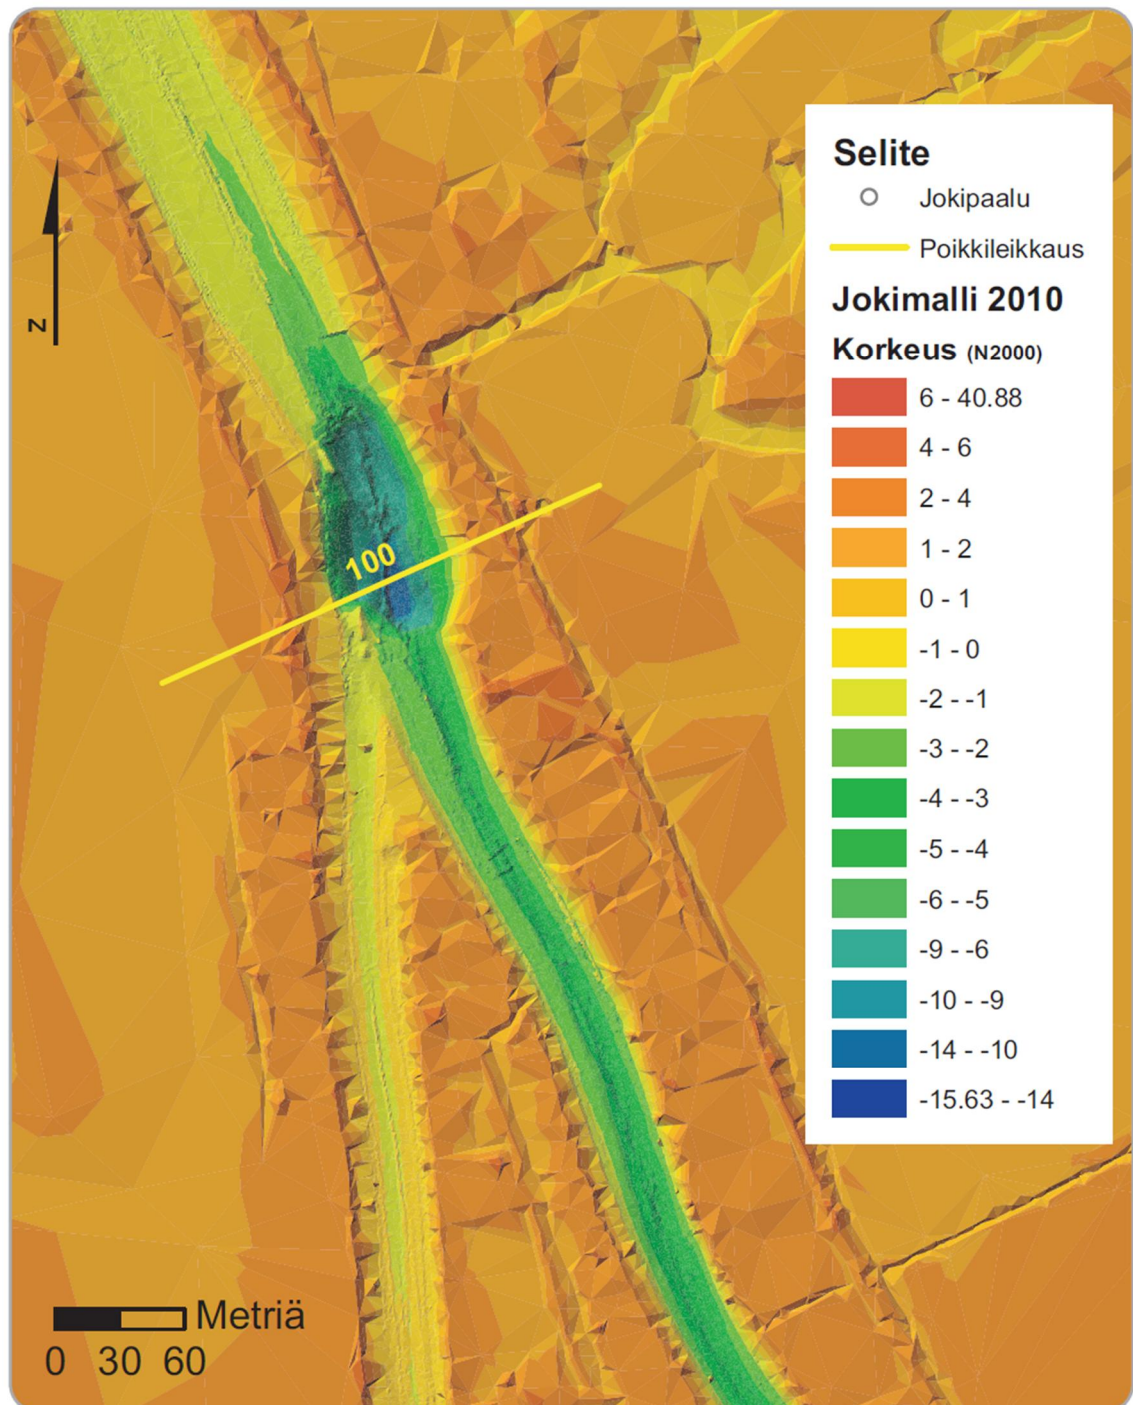 Selite
Jokipaalu
Poikkileikkaus
Jokimalli 2010
Korkeus (N2000)
6 - 40.88
4 - 6
2 - 4
1 - 2
0 - 1
-1 - 0
-2 - -1
-3 - -2
-4 - -3
-5 - -4
-6 - -5
-9 - -6
-10 - -9
-14 - -10
-15.63 - -14
N
100
Metriä
0 30 60